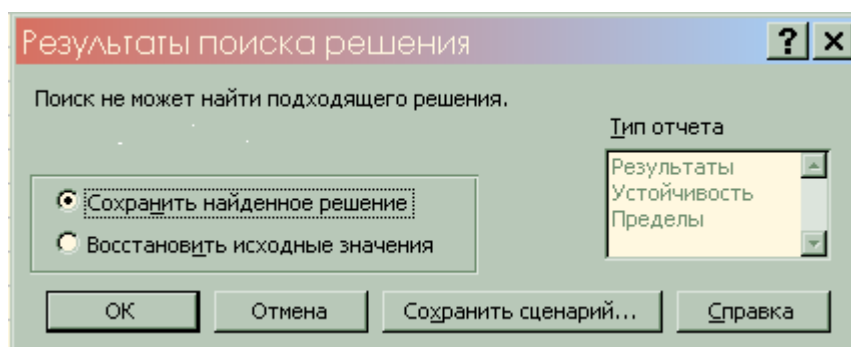 Результаты поиска решения
Поиск не может найти подходящего решения.
Тип отчета
Результаты
Устойчивость
Пределы
Сохранить найденное решение
Восстановить исходные значения
ОК
Отмена
Сохранить сценарий...
Справка